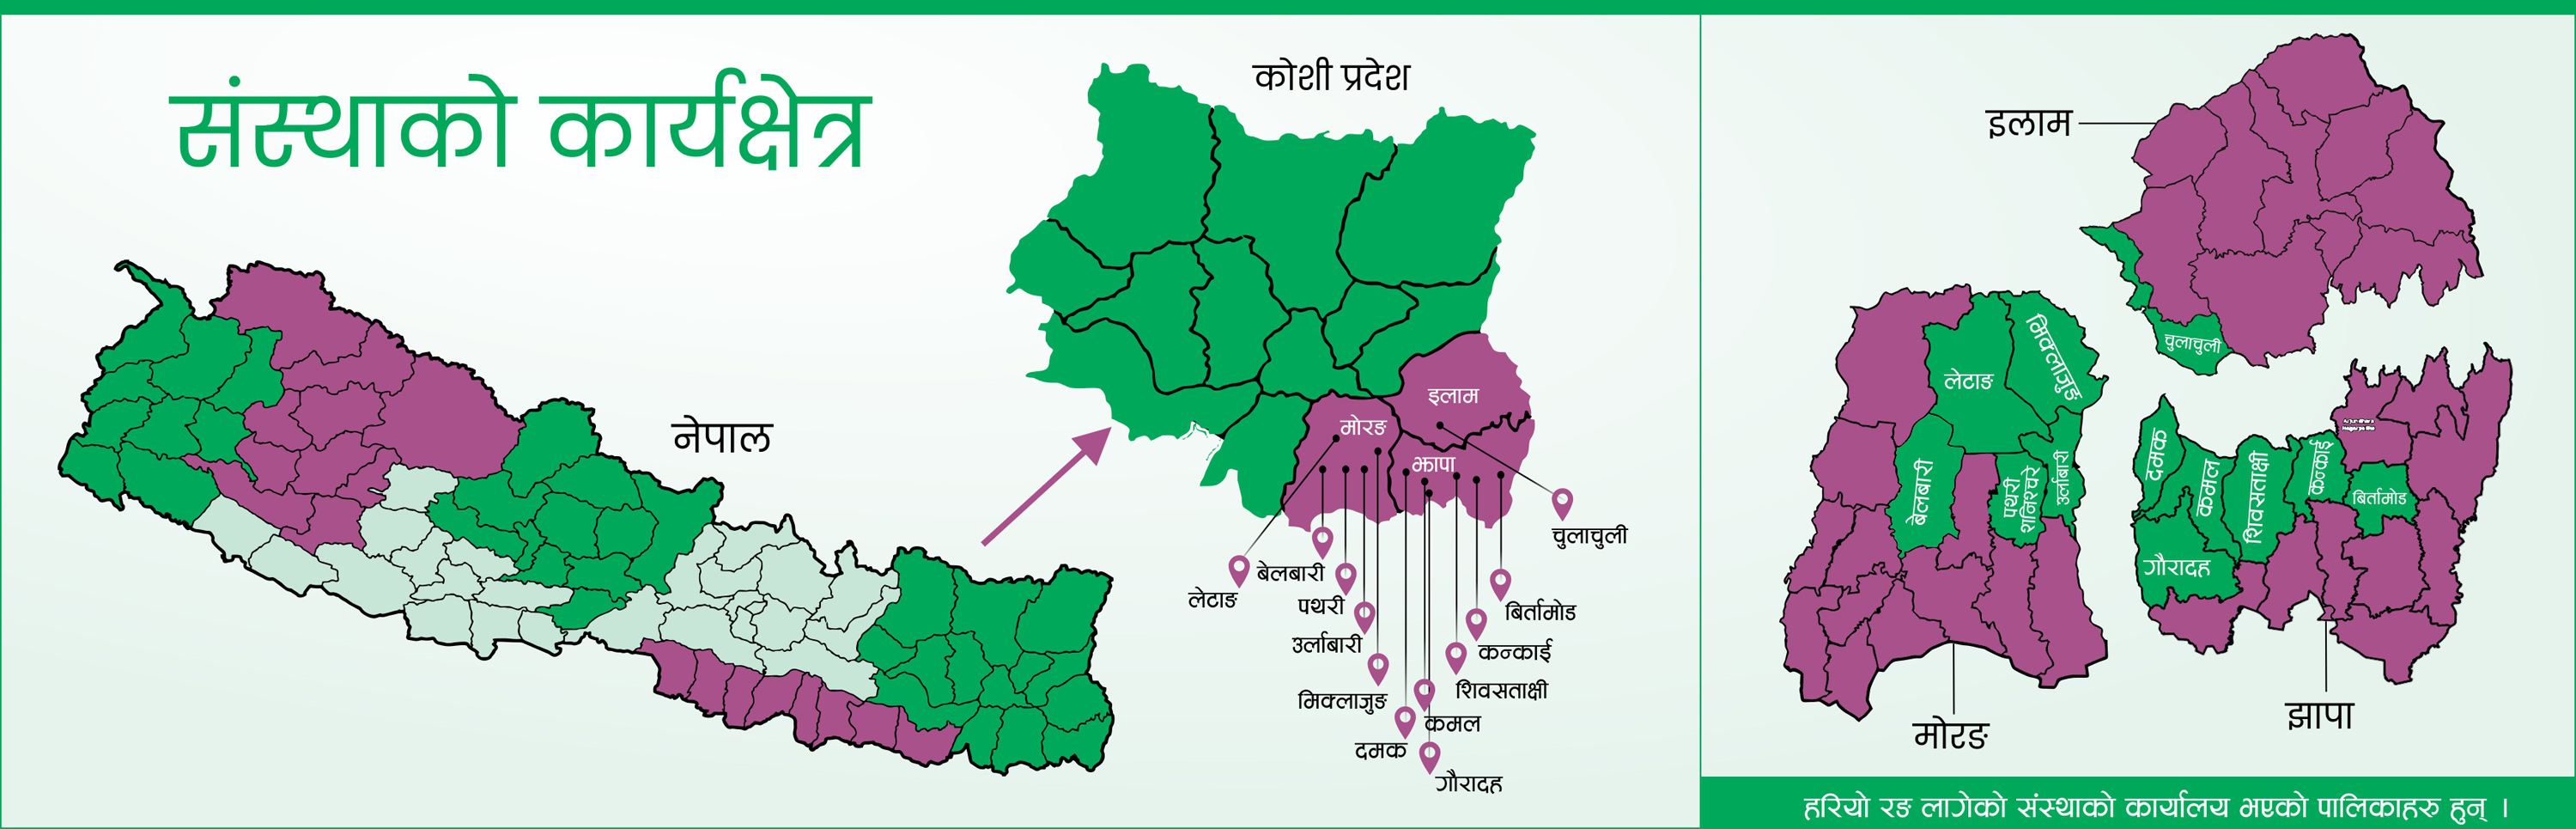 संस्थाको कार्यक्षेत्र
नेपाल
कोशी प्रदेश
इलाम
मोरङ
झापा
चुलाचुली
लेटाङ
बेलबारी
पथरी
उर्लाबारी
मिक्लाजुङ
दमक
गौरादह
कमल
शिवसताक्षी
कन्काई
बिर्तामोड
इलाम
चुलाचुली
मिक्लाजुङ
लेटाङ
बेलबारी
पथरी
शनिश्चरे
उर्लाबारी
मोरङ
दमक
कमल
शिवसताक्षी
कन्काई
बिर्तामोड
गौरादह
झापा
हरियो रङ लागेको संस्थाको कार्यालय भएको पालिकाहरु हुन् ।